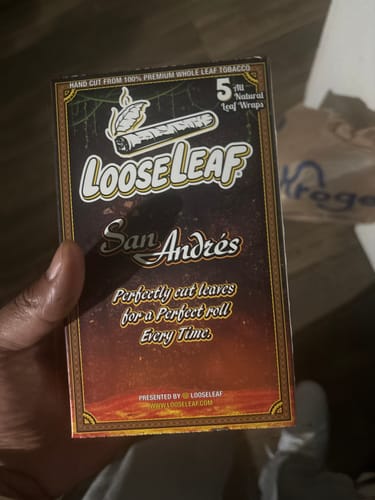 HAND CUT FROM 100% PREMIUM WHOLE LEAF TOBACCO
5 All
Natural
Leaf Wraps
LOOSELEAF
San Andrés
Perfectly cut leaves
for a Perfect roll
Every Time.
PRESENTED BY LOOSELEAF
WWW.LOOSELEAF.COM
Kroge